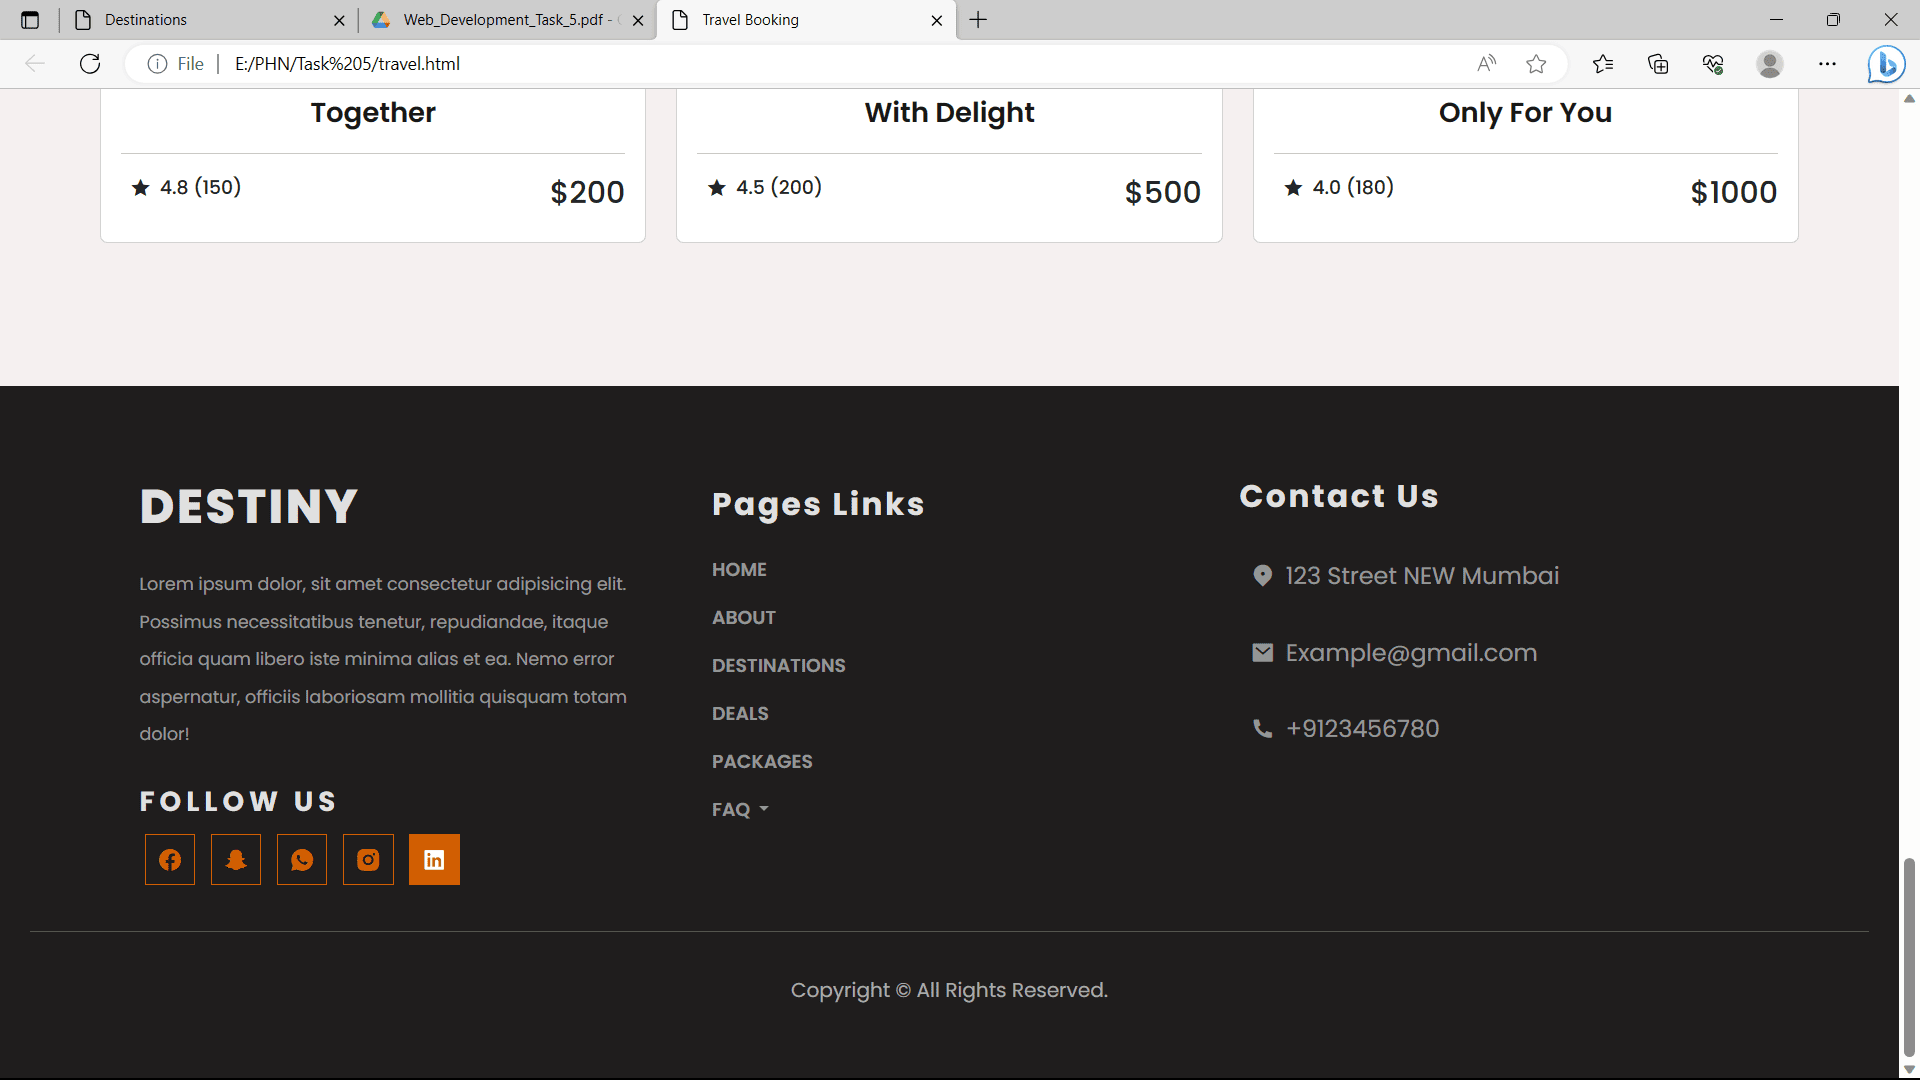 Destinations
Web_Development_Task_5.pdf -
Travel Booking
File
E:/PHN/Task%205/travel.html
Together
With Delight
Only For You
4.8 (150)
$200
4.5 (200)
$500
4.0 (180)
$1000
DESTINY
Lorem ipsum dolor, sit amet consectetur adipisicing elit.
Possimus necessitatibus tenetur, repudiandae, itaque
officia quam libero iste minima alias et ea. Nemo error
aspernatur, officiis laboriosam mollitia quisquam totam
dolor!
FOLLOW US
Pages Links
HOME
ABOUT
DESTINATIONS
DEALS
PACKAGES
FAQ
Contact Us
123 Street NEW Mumbai
Example@gmail.com
+9123456780
Copyright © All Rights Reserved.